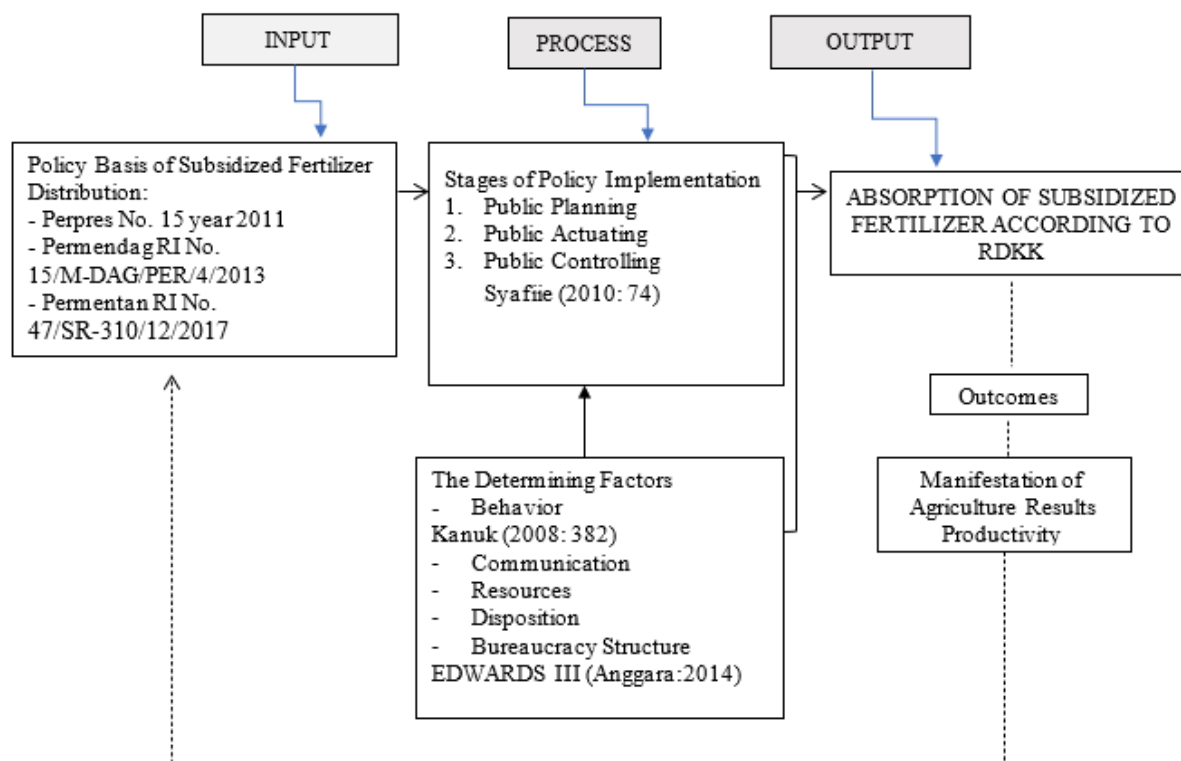 INPUT
PROCESS
OUTPUT
Policy Basis of Subsidized Fertilizer
Distribution:
- Perpres No. 15 year 2011
- Permendag RI No.
15/M-DAG/PER/4/2013
- Permentan RI No.
47/SR-310/12/2017
Stages of Policy Implementation
1. Public Planning
2. Public Actuating
3. Public Controlling
Syafiie (2010: 74)
ABSORPTION OF SUBSIDIZED
FERTILIZER ACCORDING TO
RDKK
Outcomes
The Determining Factors
- Behavior
Kanuk (2008: 382)
- Communication
- Resources
- Disposition
- Bureaucracy Structure
EDWARDS III (Anggara:2014)
Manifestation of
Agriculture Results
Productivity